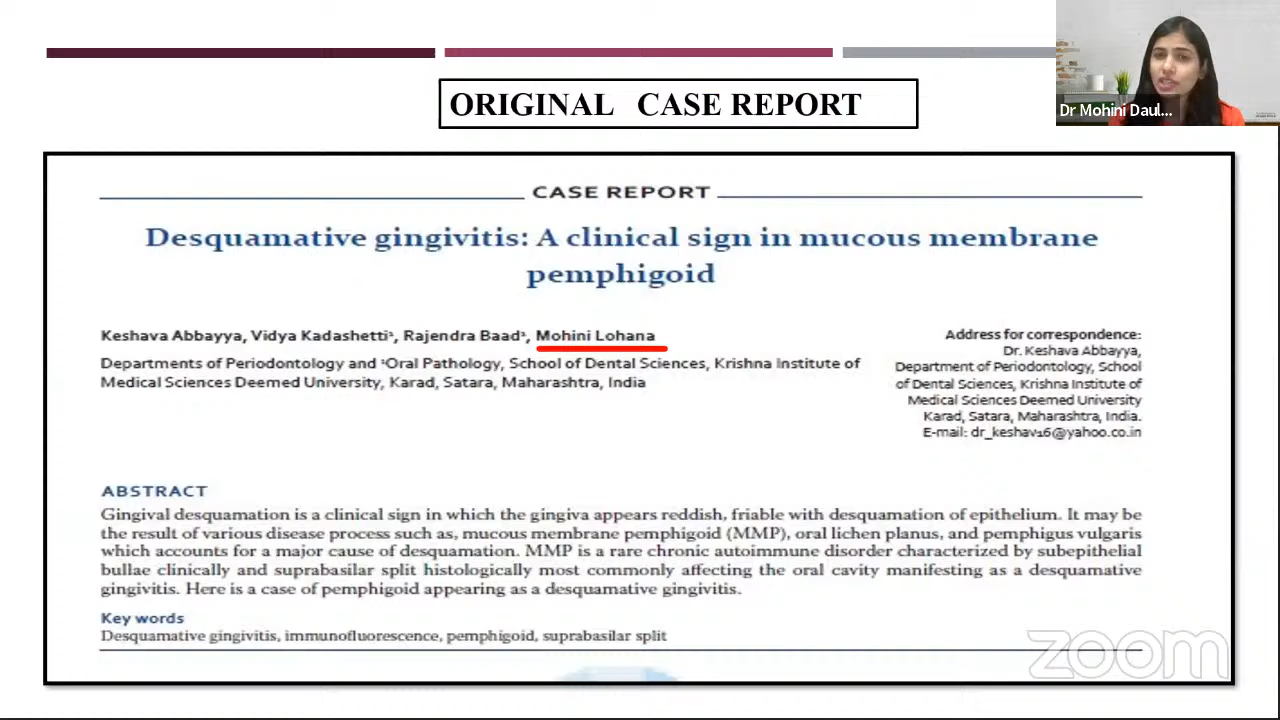 ORIGINAL CASE REPORT
Dr Mohini Daul...
CASE REPORT
Desquamative gingivitis: A clinical sign in mucous membrane
pemphigoid
Keshava Abbayya, Vidya Kadashetti¹, Rajendra Baad¹, Mohini Lohana
Departments of Periodontology and ¹Oral Pathology, School of Dental Sciences, Krishna Institute of
Medical Sciences Deemed University, Karad, Satara, Maharashtra, India
Address for correspondence:
Dr. Keshava Abbayya,
Department of Periodontology, School
of Dental Sciences, Krishna Institute of
Medical Sciences Deemed University
Karad, Satara, Maharashtra, India.
E-mail: dr_keshav16@yahoo.co.in
ABSTRACT
Gingival desquamation is a clinical sign in which the gingiva appears reddish, friable with desquamation of epithelium. It may be
the result of various disease process such as, mucous membrane pemphigoid (MMP), oral lichen planus, and pemphigus vulgaris
which accounts for a major cause of desquamation. MMP is a rare chronic autoimmune disorder characterized by subepithelial
bullae clinically and suprabasilar split histologically most commonly affecting the oral cavity manifesting as a desquamative
gingivitis. Here is a case of pemphigoid appearing as a desquamative gingivitis.
Key words
Desquamative gingivitis, immunofluorescence, pemphigoid, suprabasilar split
zoom